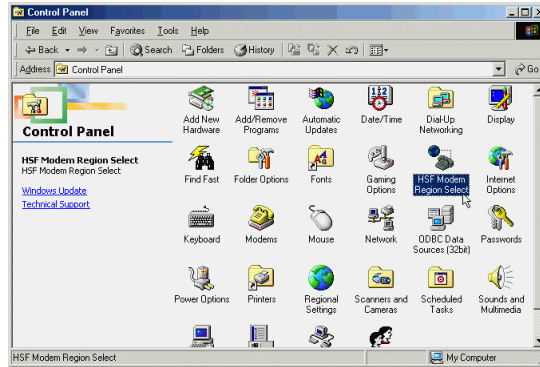 Control Panel
File Edit View Favorites Tools Help
Back Search Folders History
Address Control Panel Go
Control Panel
HSF Modem Region Select
HSF Modem Region Select
Windows Update
Technical Support
Add New Hardware
Add/Remove Programs
Automatic Updates
Date/Time
Dial-Up Networking
Display
Find Fast
Folder Options
Fonts
Gaming Options
HSF Modem Region Select
Internet Options
Keyboard
Modems
Mouse
Network
ODBC Data Sources (32bit)
Passwords
Power Options
Printers
Regional Settings
Scanners and Cameras
Scheduled Tasks
Sounds and Multimedia
HSF Modem Region Select
My Computer